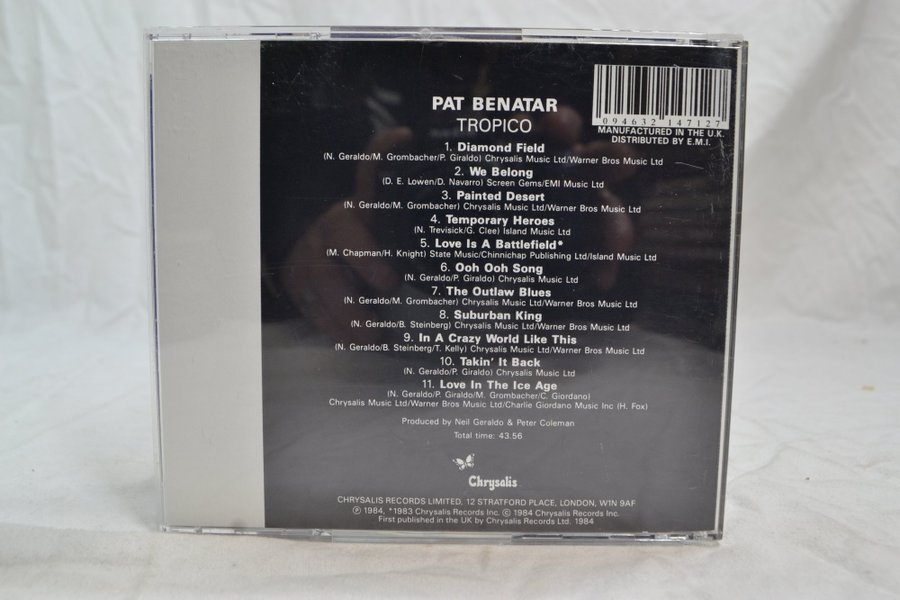 PAT BENATAR
TROPICO
1. Diamond Field
(N. Geraldo/M. Grombacher/P. Giraldo) Chrysalis Music Ltd/Warner Bros Music Ltd
2. We Belong
(D. E. Lowen/D. Navarro) Screen Gems/EMI Music Ltd
3. Painted Desert
(N. Geraldo/M. Grombacher) Chrysalis Music Ltd/Warner Bros Music Ltd
4. Temporary Heroes
(N. Trevisick/G. Clee) Island Music Ltd
5. Love Is A Battlefield*
(M. Chapman/H. Knight) State Music/Chinnichap Publishing Ltd/Island Music Ltd
6. Ooh Ooh Song
(N. Geraldo/P. Giraldo) Chrysalis Music Ltd
7. The Outlaw Blues
(N. Geraldo/M. Grombacher) Chrysalis Music Ltd/Warner Bros Music Ltd
8. Suburban King
(N. Geraldo/B. Steinberg) Chrysalis Music Ltd/Warner Bros Music Ltd
9. In A Crazy World Like This
(N. Geraldo/B. Steinberg/T. Kelly) Chrysalis Music Ltd/Warner Bros Music Ltd
10. Takin' It Back
(N. Geraldo/P. Giraldo) Chrysalis Music Ltd
11. Love In The Ice Age
(N. Geraldo/P. Giraldo/M. Grombacher/C. Giordano)
Chrysalis Music Ltd/Warner Bros Music Ltd/Charlie Giordano Music Inc (H. Fox)
Produced by Neil Geraldo & Peter Coleman
Total time: 43.56
Chrysalis
CHRYSALIS RECORDS LIMITED, 12 STRATFORD PLACE, LONDON, W1N 9AF
℗ 1984, *1983 Chrysalis Records Inc. © 1984 Chrysalis Records Inc.
First published in the UK by Chrysalis Records Ltd. 1984
0 94632 14712 7
MANUFACTURED IN THE U.K.
DISTRIBUTED BY E.M.I.